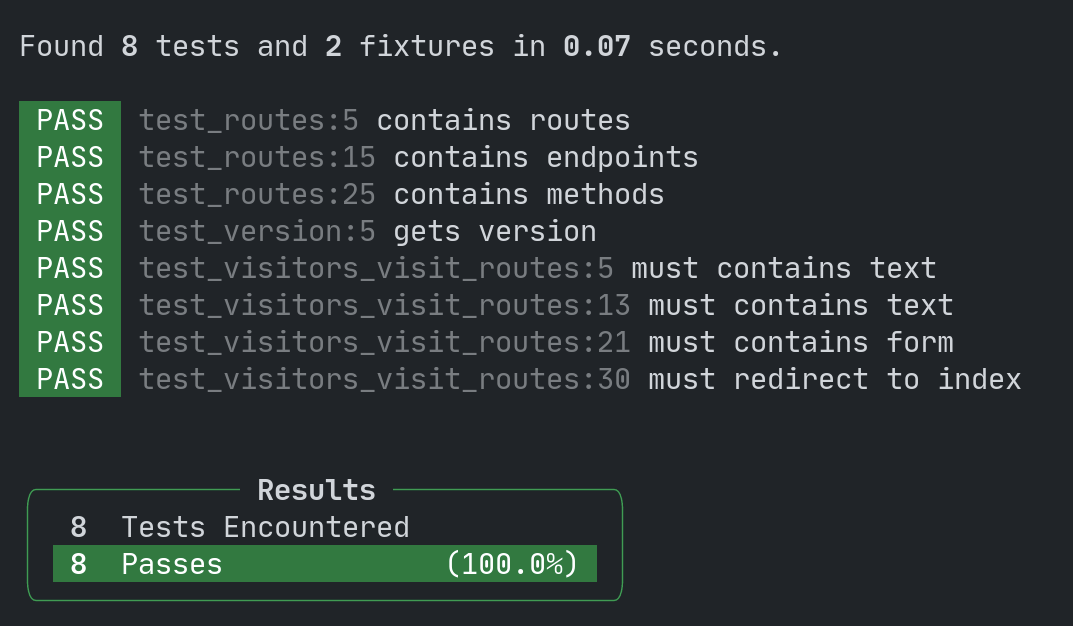 Found 8 tests and 2 fixtures in 0.07 seconds.
PASS test_routes:5 contains routes
PASS test_routes:15 contains endpoints
PASS test_routes:25 contains methods
PASS test_version:5 gets version
PASS test_visitors_visit_routes:5 must contains text
PASS test_visitors_visit_routes:13 must contains text
PASS test_visitors_visit_routes:21 must contains form
PASS test_visitors_visit_routes:30 must redirect to index
Results
8 Tests Encountered
8 Passes (100.0%)